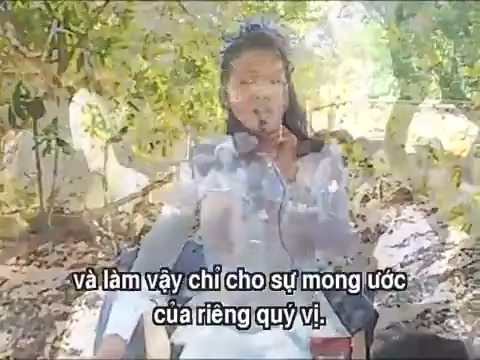 và làm vậy chỉ cho sự mong ước
của riêng quý vị.